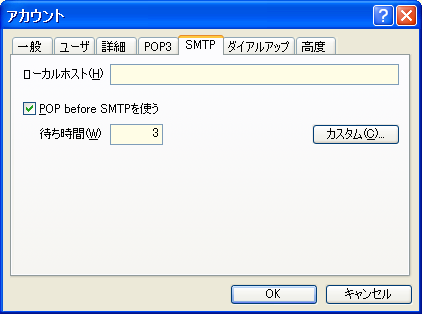 アカウント
一般 ユーザ 詳細 POP3 SMTP ダイアルアップ 高度
ローカルホスト(H)
POP before SMTPを使う
待ち時間(W) 3
カスタム(C)...
OK キャンセル